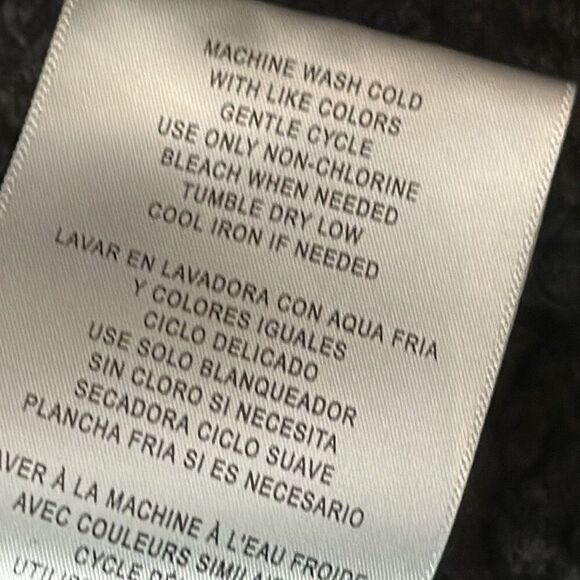 MACHINE WASH COLD
WITH LIKE COLORS
GENTLE CYCLE
USE ONLY NON-CHLORINE
BLEACH WHEN NEEDED
TUMBLE DRY LOW
COOL IRON IF NEEDED
LAVAR EN LAVADORA CON AQUA FRIA
Y COLORES IGUALES
CICLO DELICADO
USE SOLO BLANQUEADOR
SIN CLORO SI NECESITA
SECADORA CICLO SUAVE
PLANCHA FRIA SI ES NECESARIO
AVER À LA MACHINE À L'EAU FROIDE
AVEC COULEURS
CYCLE